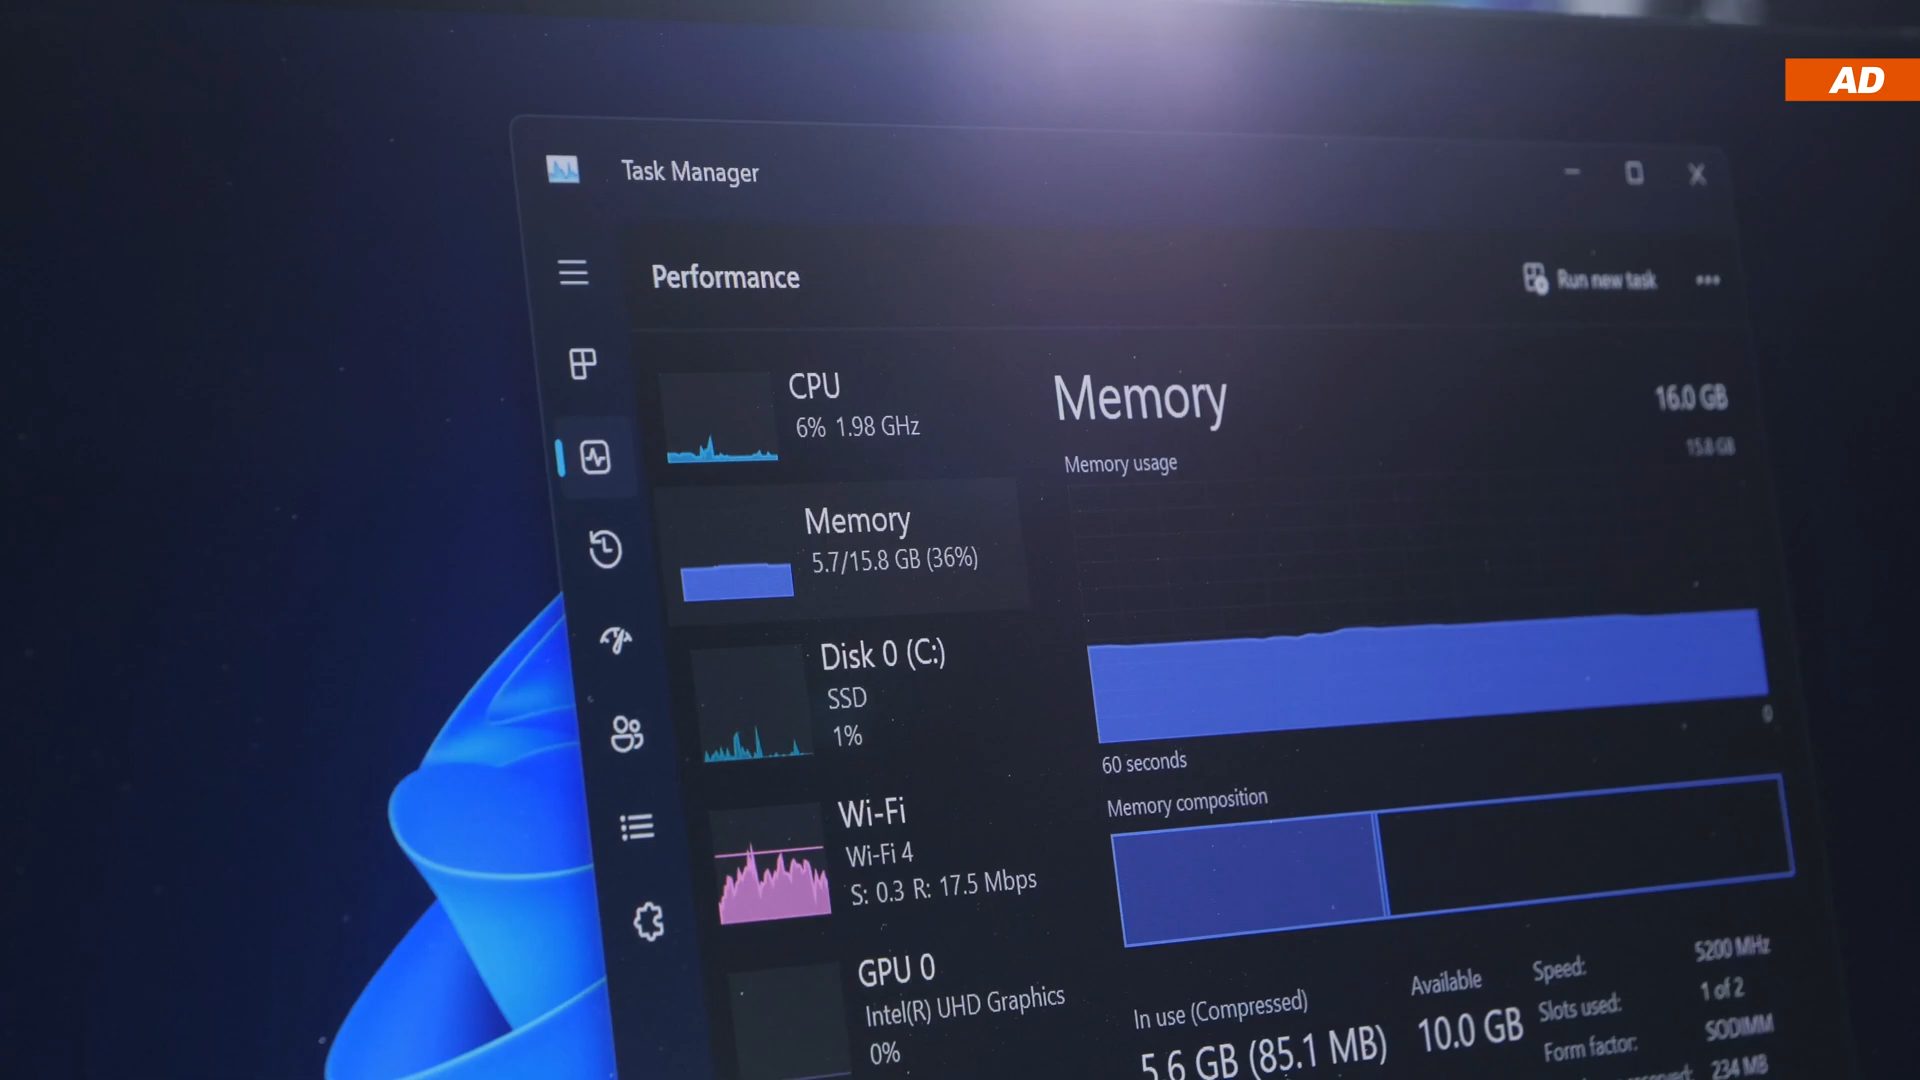 AD
Task Manager
Performance
Run new task
CPU
6% 1.98 GHz
Memory
5.7/15.8 GB (36%)
Disk 0 (C:)
SSD
1%
Wi-Fi
Wi-Fi 4
S: 0.3 R: 17.5 Mbps
GPU 0
Intel(R) UHD Graphics
0%
Memory
16.0 GB
Memory usage
15.8 GB
60 seconds
0
Memory composition
In use (Compressed)
5.6 GB (85.1 MB)
Available
10.0 GB
Speed:
5200 MHz
Slots used:
1 of 2
Form factor:
SODIMM
234 MB